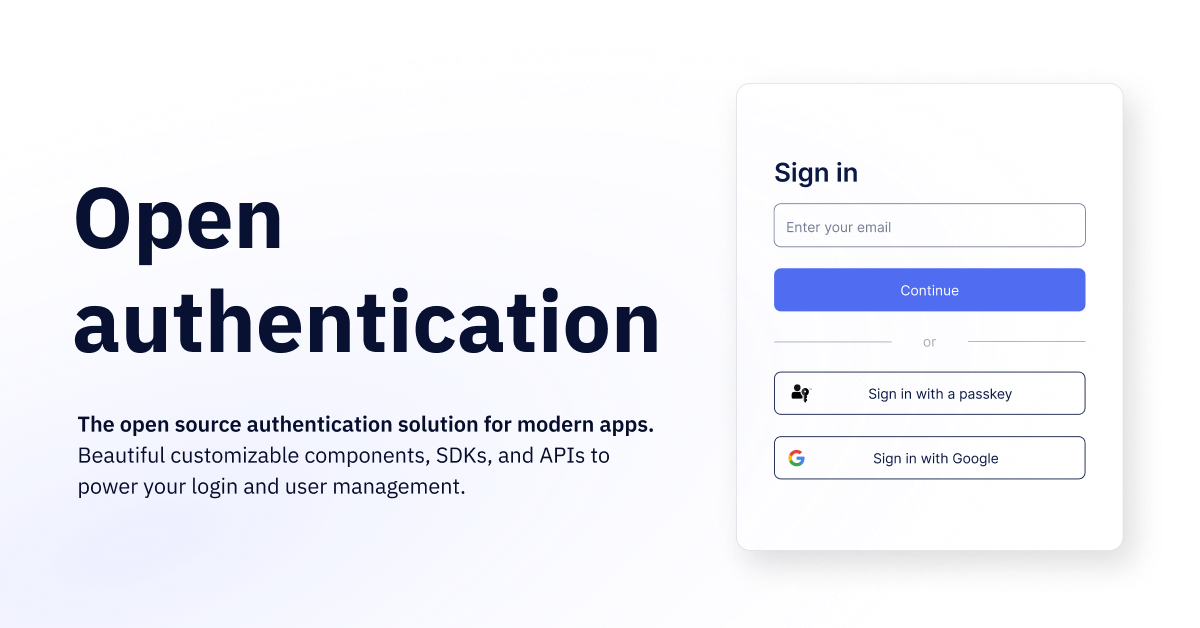 Open
authentication
The open source authentication solution for modern apps.
Beautiful customizable components, SDKs, and APIs to
power your login and user management.
Sign in
Enter your email
Continue
or
Sign in with a passkey
Sign in with Google